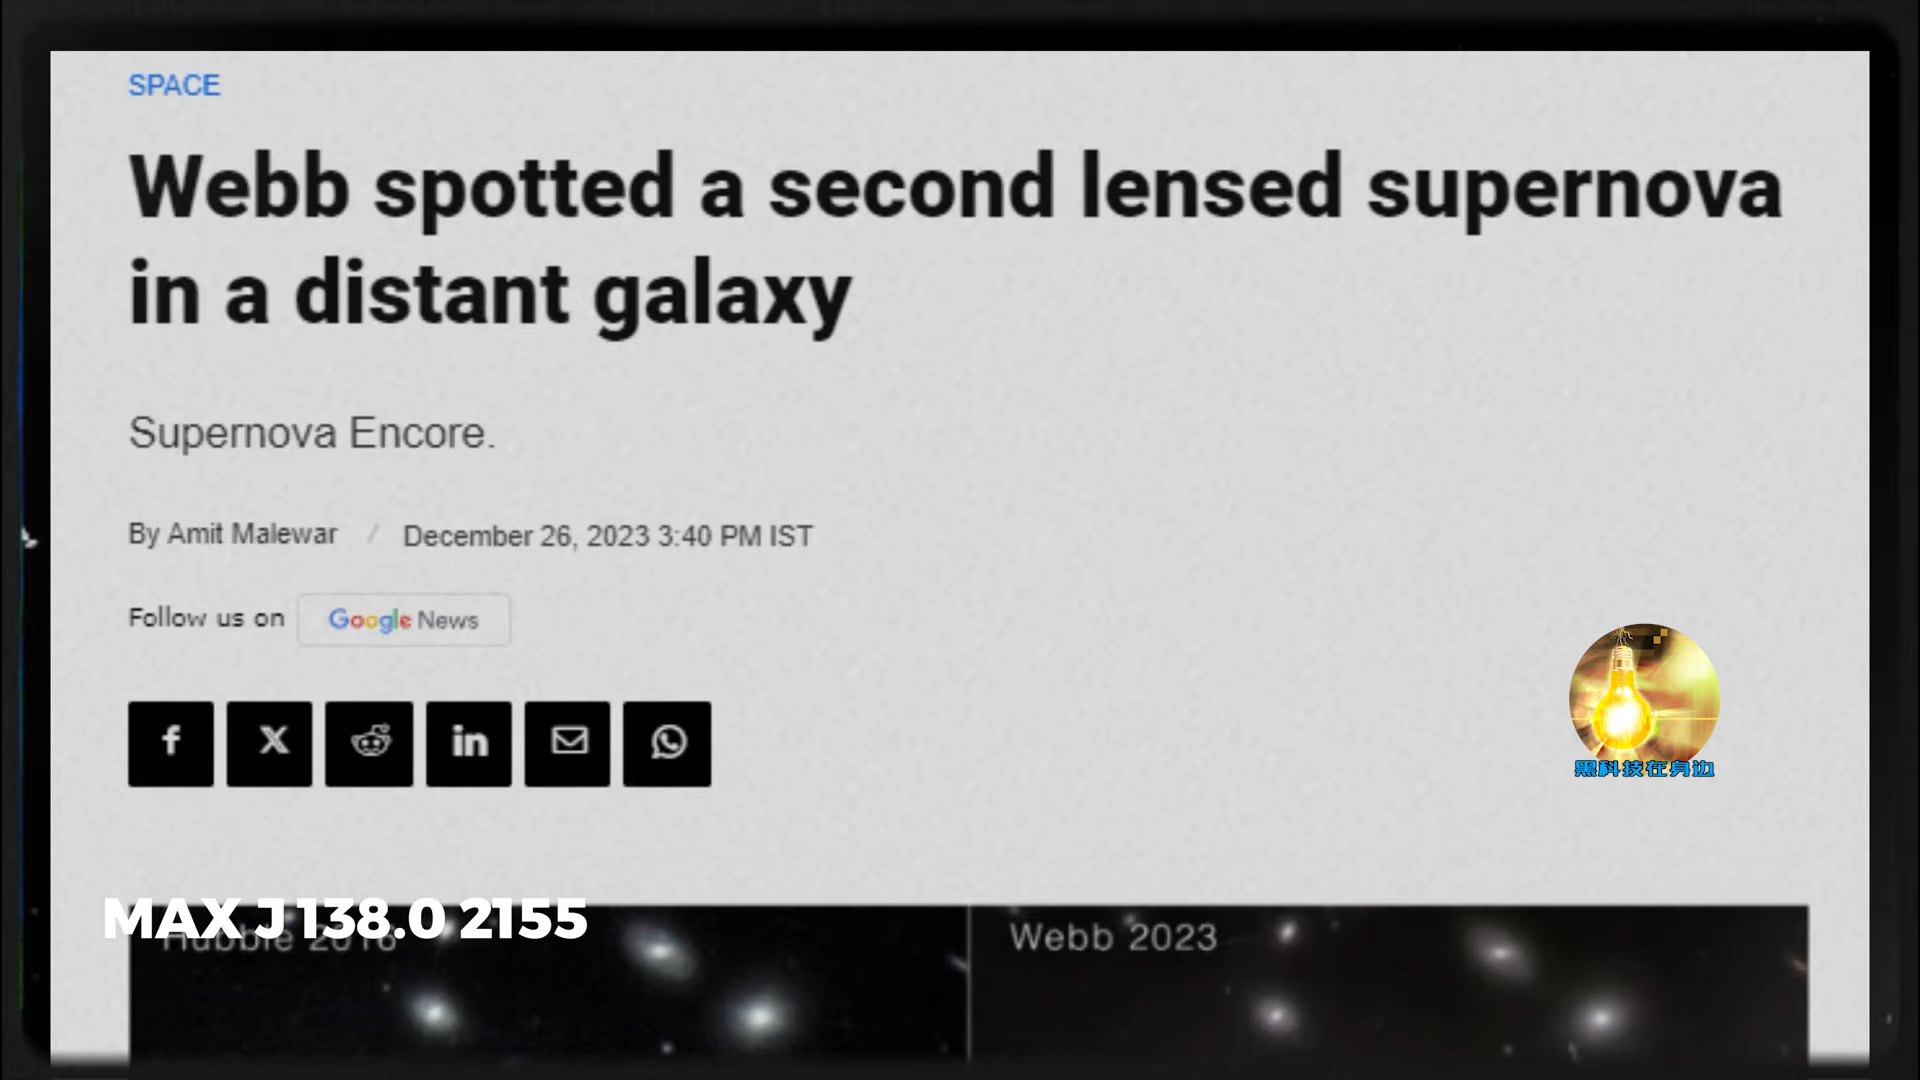 SPACE
Webb spotted a second lensed supernova
in a distant galaxy
Supernova Encore.
By Amit Malewar / December 26, 2023 3:40 PM IST
Follow us on Google News
黑科技在身边
MAX J 138.0 2155
Hubble 2016
Webb 2023